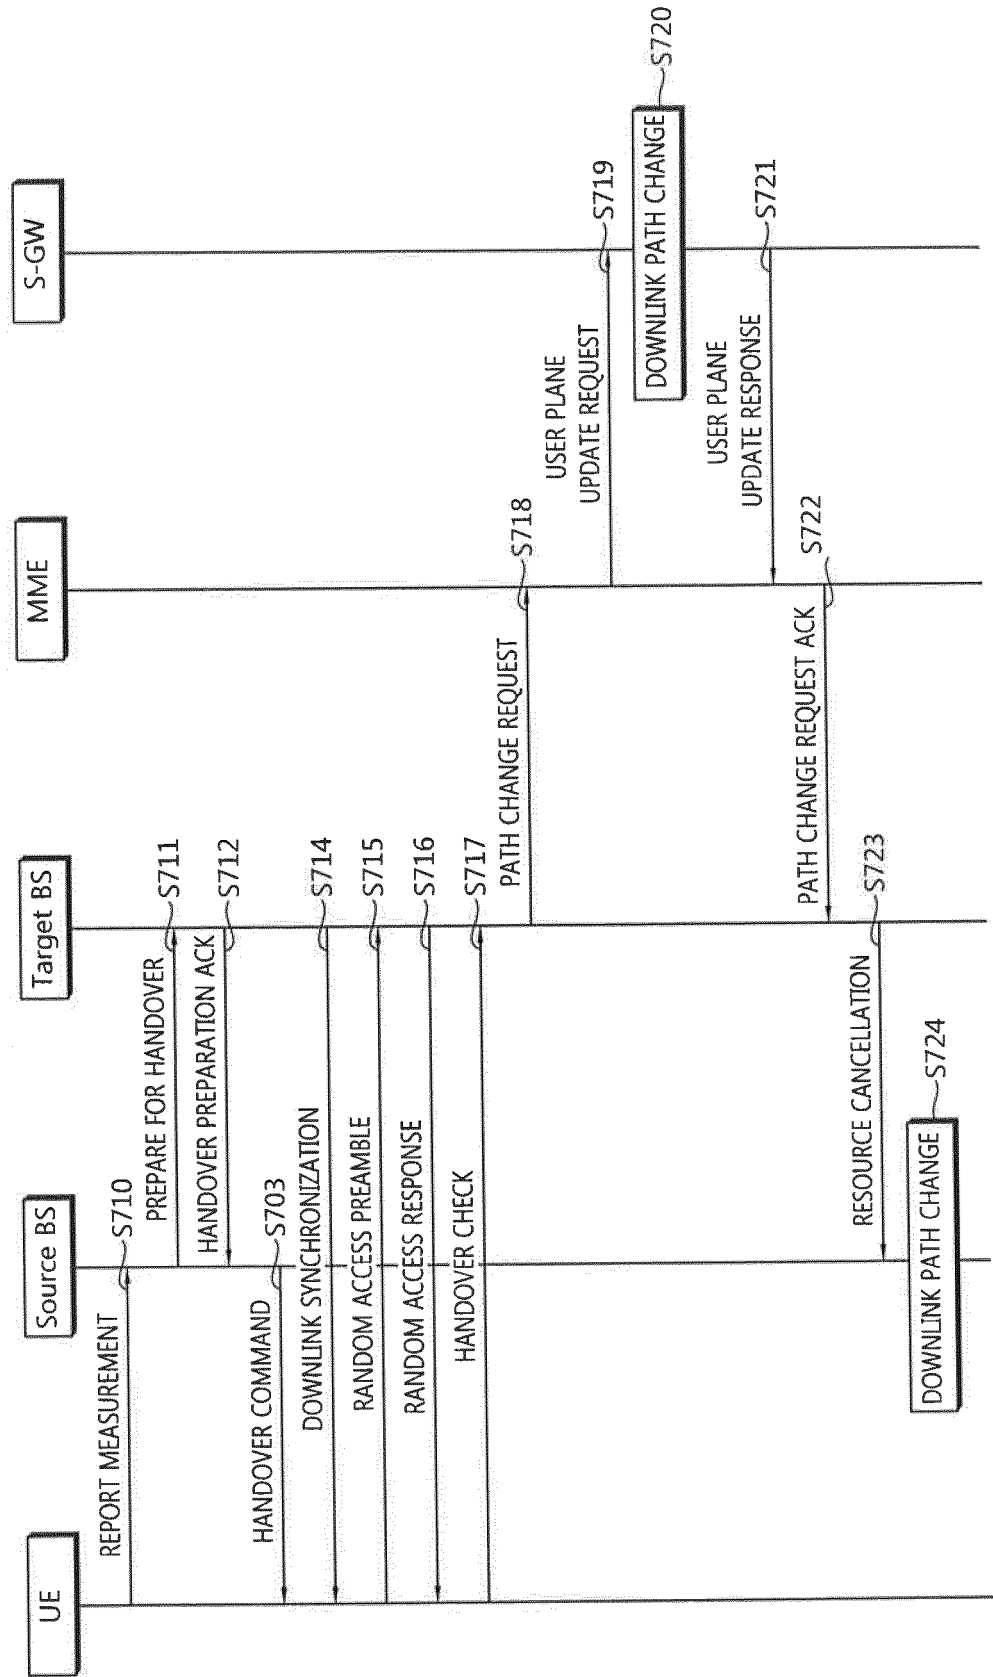 UE
Source BS
Target BS
MME
S-GW
REPORT MEASUREMENT
S710
PREPARE FOR HANDOVER
S711
HANDOVER PREPARATION ACK
S712
HANDOVER COMMAND
S703
DOWNLINK SYNCHRONIZATION
S714
RANDOM ACCESS PREAMBLE
S715
RANDOM ACCESS RESPONSE
S716
HANDOVER CHECK
S717
PATH CHANGE REQUEST
S718
USER PLANE
UPDATE REQUEST
S719
DOWNLINK PATH CHANGE
S720
USER PLANE
UPDATE RESPONSE
S721
PATH CHANGE REQUEST ACK
S722
RESOURCE CANCELLATION
S723
DOWNLINK PATH CHANGE
S724